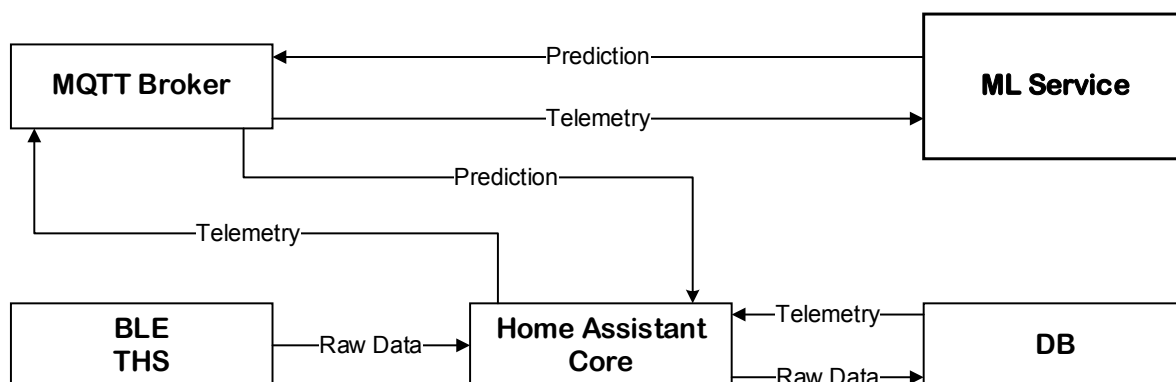 Prediction
MQTT Broker
ML Service
Telemetry
Prediction
Telemetry
BLE
THS
Raw Data
Home Assistant
Core
Telemetry
DB
Raw Data